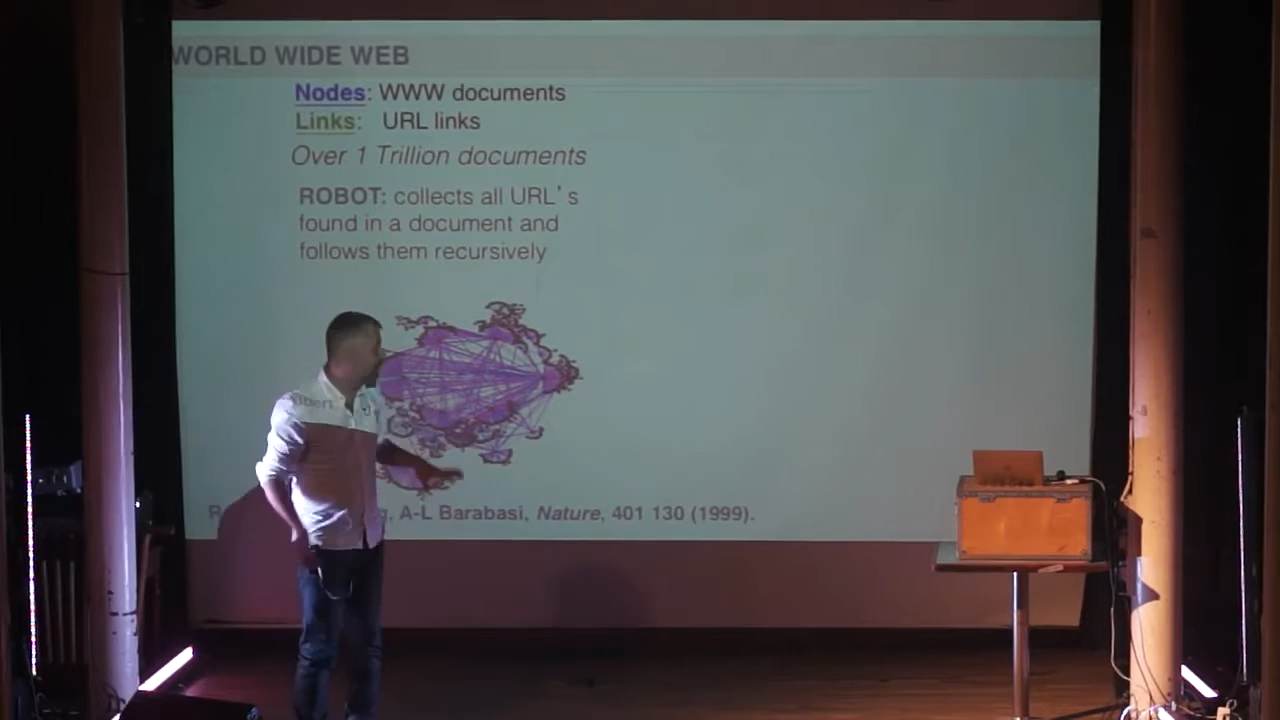 WORLD WIDE WEB
Nodes: WWW documents
Links: URL links
Over 1 Trillion documents
ROBOT: collects all URL' s
found in a document and
follows them recursively
A-L Barabasi, Nature, 401 130 (1999).